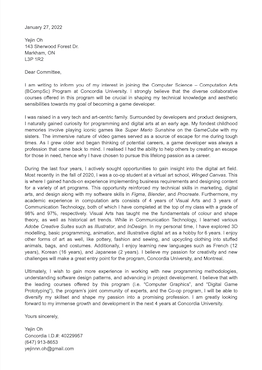 January 27, 2022
Yejin Oh
143 Sherwood Forest Dr.
Markham, ON
L3P 1R2
Dear Committee,
I am writing to inform you of my interest in joining the Computer Science – Computation Arts
(BCompSc) Program at Concordia University. I strongly believe that the diverse collaborative
courses offered in this program will be crucial in shaping my technical knowledge and aesthetic
sensibilities towards my goal of becoming a game developer.
I was raised in a very tech and art-centric family. Surrounded by developers and product designers,
I naturally gained curiosity for programming and digital arts at an early age. My fondest childhood
memories involve playing iconic games like Super Mario Sunshine on the GameCube with my
sisters. The immersive nature of video games served as a source of escape for me during tough
times. As I grew older and began thinking of potential careers, a game developer was always a
profession that came back to mind. I realised I had the ability to help others by creating an escape
for those in need, hence why I have chosen to pursue this lifelong passion as a career.
During the last four years, I actively sought opportunities to gain insight into the digital art field.
Most recently in the fall of 2020, I was a co-op student at a virtual art school, Winged Canvas. This
is where I gained hands-on experience implementing business requirements and designing content
for a variety of art programs. This opportunity reinforced my technical skills in marketing, digital
arts, and design along with improving my software skills in Figma, Blender, and Procreate. Furthermore, my
academic experience in computation arts consists of 4 years of Visual Arts and 3 years of
Communication Technology, both of which I have completed at the top of my class with a grade of
98% and 97%, respectively. Visual Arts has taught me the fundamentals of colour and shape
theory, as well as historical art trends. While in Communication Technology, I learned various
Adobe Creative Suites such as Illustrator, and InDesign. In my personal time, I have explored 3D
modelling, basic programming, animation, and illustrative digital art as a hobby for 6 years. I enjoy
other forms of art as well, like pottery, fashion and sewing, and upcycling clothing into stuffed
animals, bags, and costumes. Additionally, I enjoy learning new languages such as French (12
years), Korean (16 years), and Japanese (2 years). I believe my passion for creativity and new
challenges will make a great entry point for the program, Concordia University, and Montreal.
Ultimately, I wish to gain more experience in working with new programming methodologies,
understanding software design patterns, and advancing in project development. I believe that with
the leading courses offered by this program (i.e "Computer Graphics", and "Digital Game
Prototyping"), the program's joint community of experts, and the Co-op program, I will be able to
diversify my skillset and shape my passion into a promising profession. I am greatly looking
forward to my immense growth and development in the next 4 years at Concordia University.
Yours sincerely,
Yejin Oh
Concordia I.D.#: 40229957
(647) 913-8653
yejinnn.oh@gmail.com